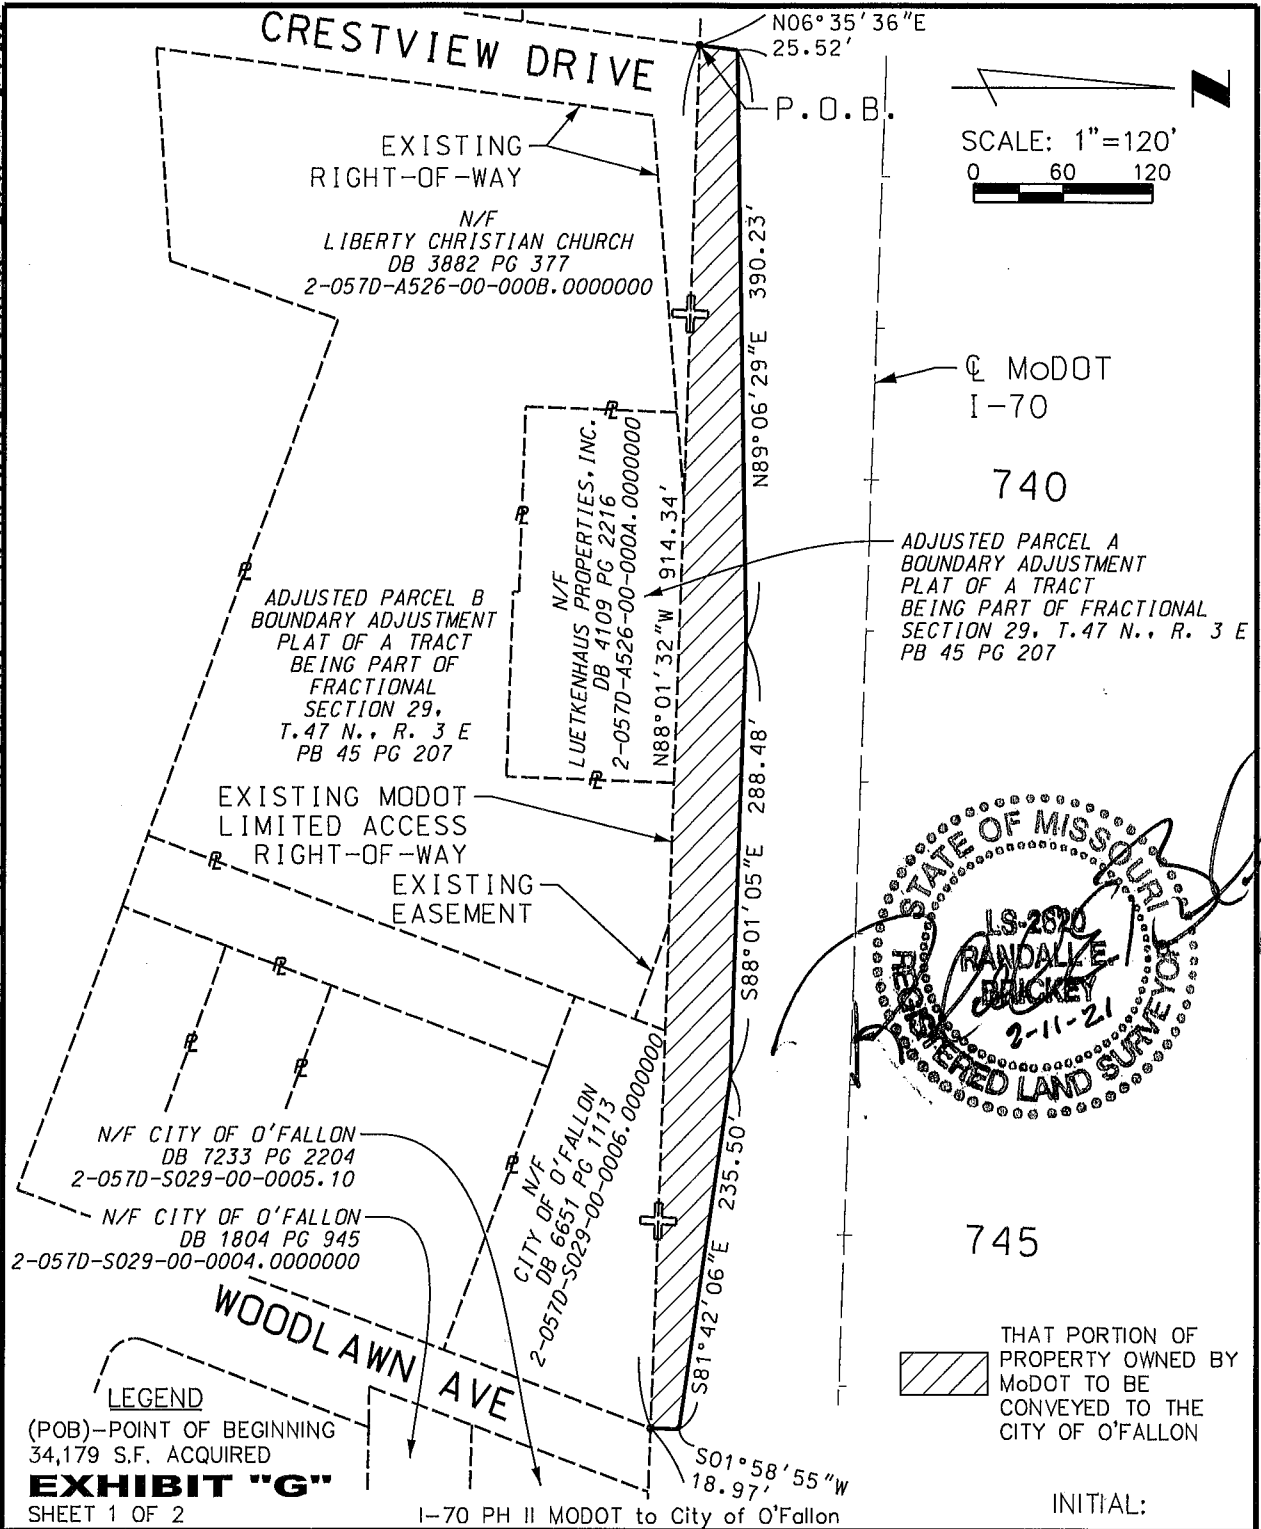 CRESTVIEW DRIVE
N06°35'36"E
25.52'
P.O.B.
SCALE: 1"=120'
0 60 120
N
EXISTING
RIGHT-OF-WAY
N/F
LIBERTY CHRISTIAN CHURCH
DB 3882 PG 377
2-057D-A526-00-000B.0000000
N89°06'29"E 390.23'
℄ MoDOT
I-70
740
N/F
LUETKENHAUS PROPERTIES, INC.
DB 4109 PG 2216
2-057D-A526-00-000A.0000000
N88°01'32"W 914.34'
ADJUSTED PARCEL A
BOUNDARY ADJUSTMENT
PLAT OF A TRACT
BEING PART OF FRACTIONAL
SECTION 29, T.47 N., R. 3 E
PB 45 PG 207
ADJUSTED PARCEL B
BOUNDARY ADJUSTMENT
PLAT OF A TRACT
BEING PART OF
FRACTIONAL
SECTION 29,
T.47 N., R. 3 E
PB 45 PG 207
EXISTING MODOT
LIMITED ACCESS
RIGHT-OF-WAY
EXISTING
EASEMENT
S88°01'05"E 288.48'
STATE OF MISSOURI
LS-2820
RANDALL E.
BRICKEY
2-11-21
REGISTERED LAND SURVEYOR
N/F CITY OF O'FALLON
DB 7233 PG 2204
2-057D-S029-00-0005.10
N/F CITY OF O'FALLON
DB 1804 PG 945
2-057D-S029-00-0004.0000000
N/F
CITY OF O'FALLON
DB 6651 PG 1113
2-057D-S029-00-0006.0000000
S81°42'06"E 235.50'
745
WOODLAWN AVE
THAT PORTION OF
PROPERTY OWNED BY
MoDOT TO BE
CONVEYED TO THE
CITY OF O'FALLON
LEGEND
(POB)-POINT OF BEGINNING
34,179 S.F. ACQUIRED
EXHIBIT "G"
SHEET 1 OF 2
S01°58'55"W
18.97'
I-70 PH II MODOT to City of O'Fallon
INITIAL: